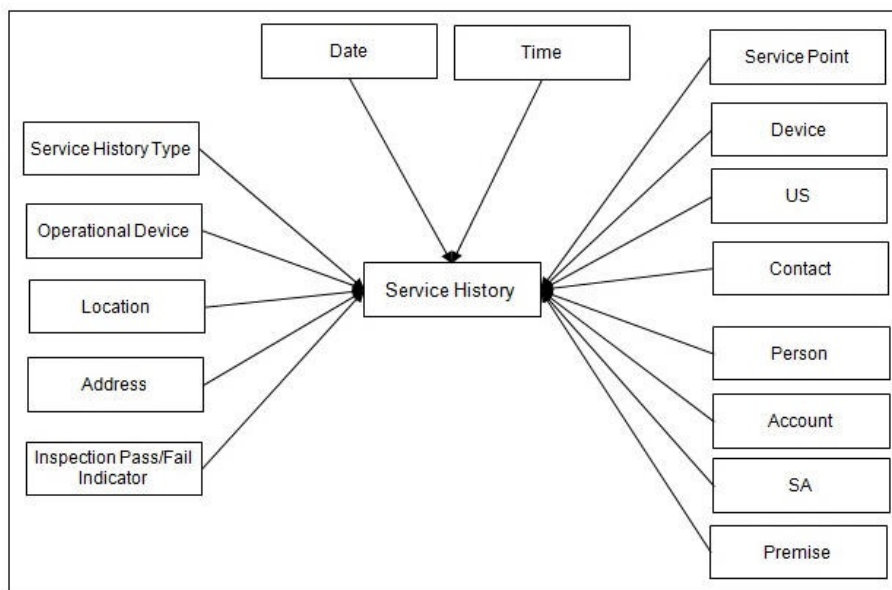 Date
Time
Service History Type
Operational Device
Location
Address
Inspection Pass/Fail
Indicator
Service History
Service Point
Device
US
Contact
Person
Account
SA
Premise